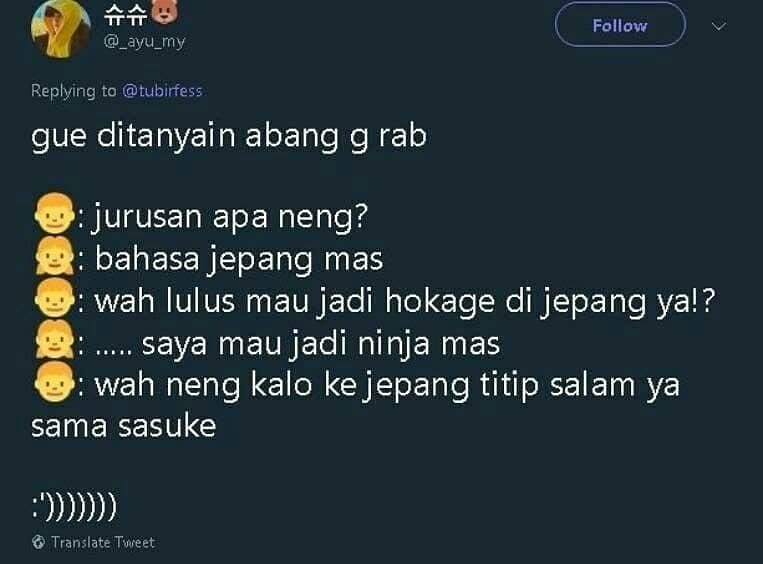 슈슈🐻
@_ayu_my
Follow
Replying to @tubirfess
gue ditanyain abang g rab
👦: jurusan apa neng?
👧: bahasa jepang mas
👦: wah lulus mau jadi hokage di jepang ya!?
👧: ..... saya mau jadi ninja mas
👦: wah neng kalo ke jepang titip salam ya
sama sasuke
:')))))))
Translate Tweet